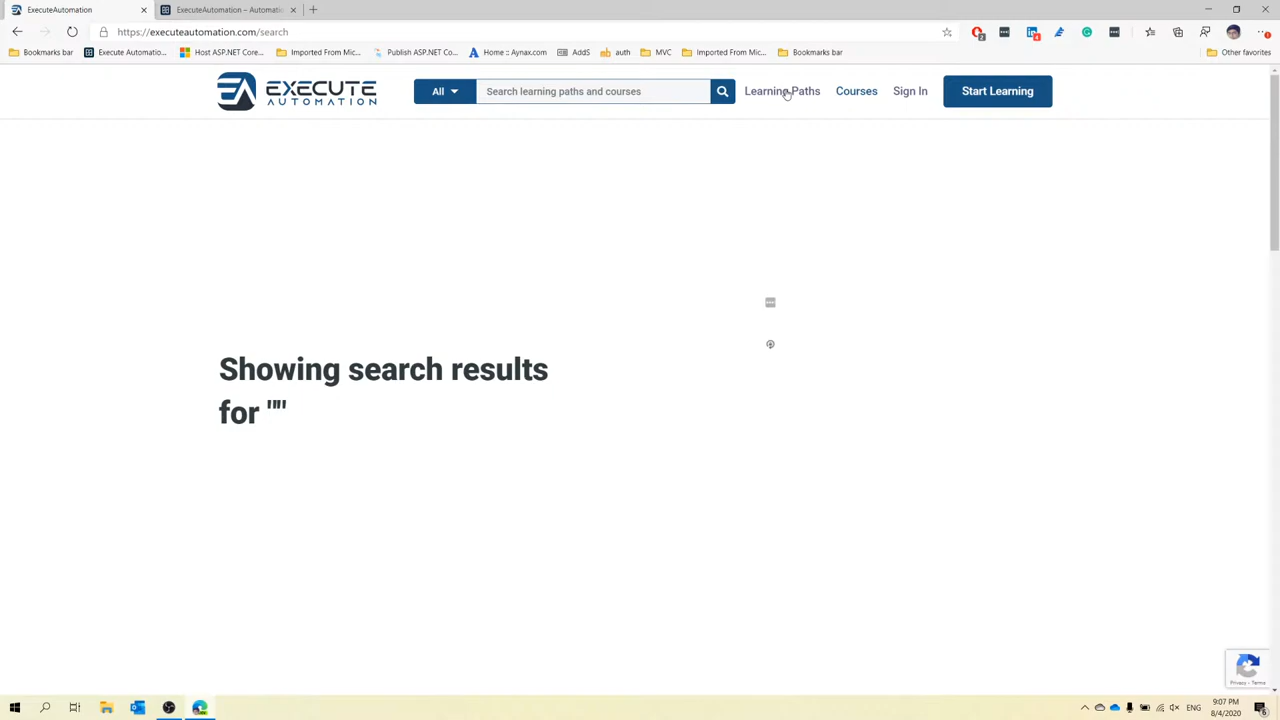 ExecuteAutomation
ExecuteAutomation – Automatio
https://executeautomation.com/search
Bookmarks bar
Execute Automatio...
Host ASP.NET Core...
Imported From Mic...
Publish ASP.NET Co...
Home :: Aynax.com
AddS
auth
MVC
Imported From Mic...
Bookmarks bar
Other favorites
EXECUTE
AUTOMATION
All
Search learning paths and courses
Learning Paths
Courses
Sign In
Start Learning
Showing search results
for ""
Privacy - Terms
ENG
9:07 PM
8/4/2020